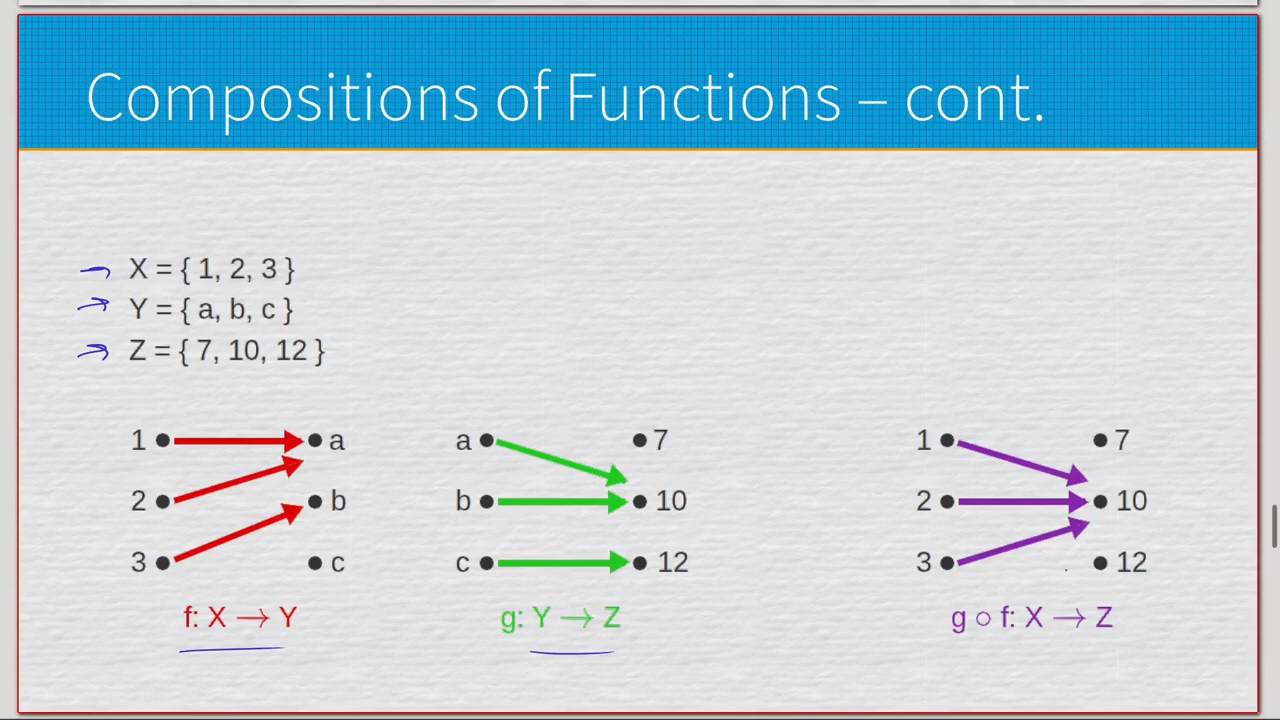 Compositions of Functions – cont.
X = { 1, 2, 3 }
Y = { a, b, c }
Z = { 7, 10, 12 }
1 a a 7 1 7
2 b b 10 2 10
3 c c 12 3 12
f: X → Y g: Y → Z g ○ f: X → Z